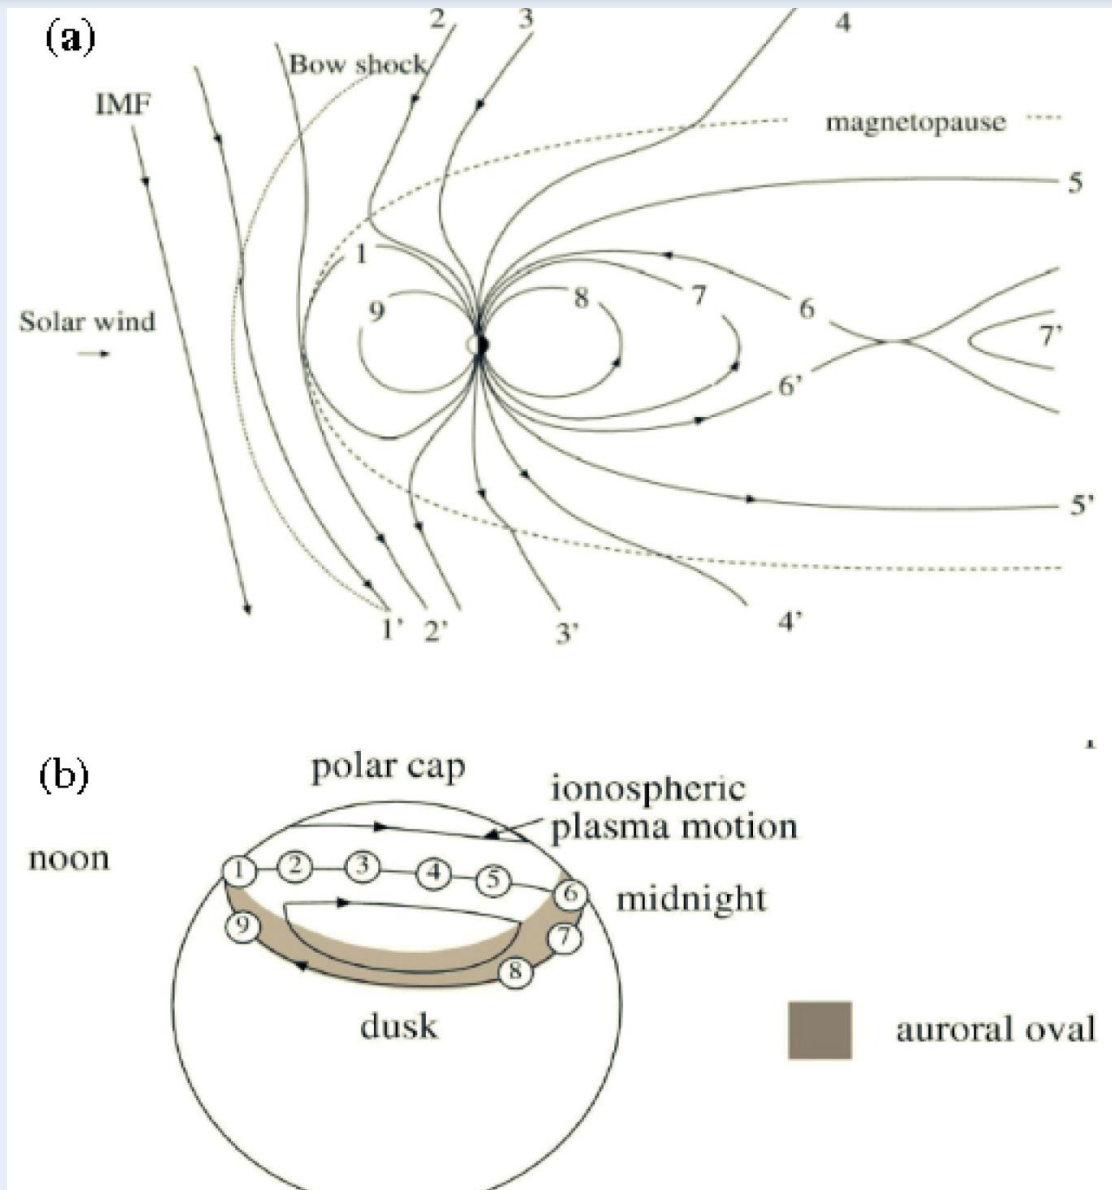 (a)
2
3
4
Bow shock
IMF
magnetopause
5
1
9
8
7
6
Solar wind
7'
6'
5'
1'
2'
3'
4'
(b)
polar cap
ionospheric
plasma motion
noon
1
2
3
4
5
6
midnight
9
7
8
dusk
auroral oval